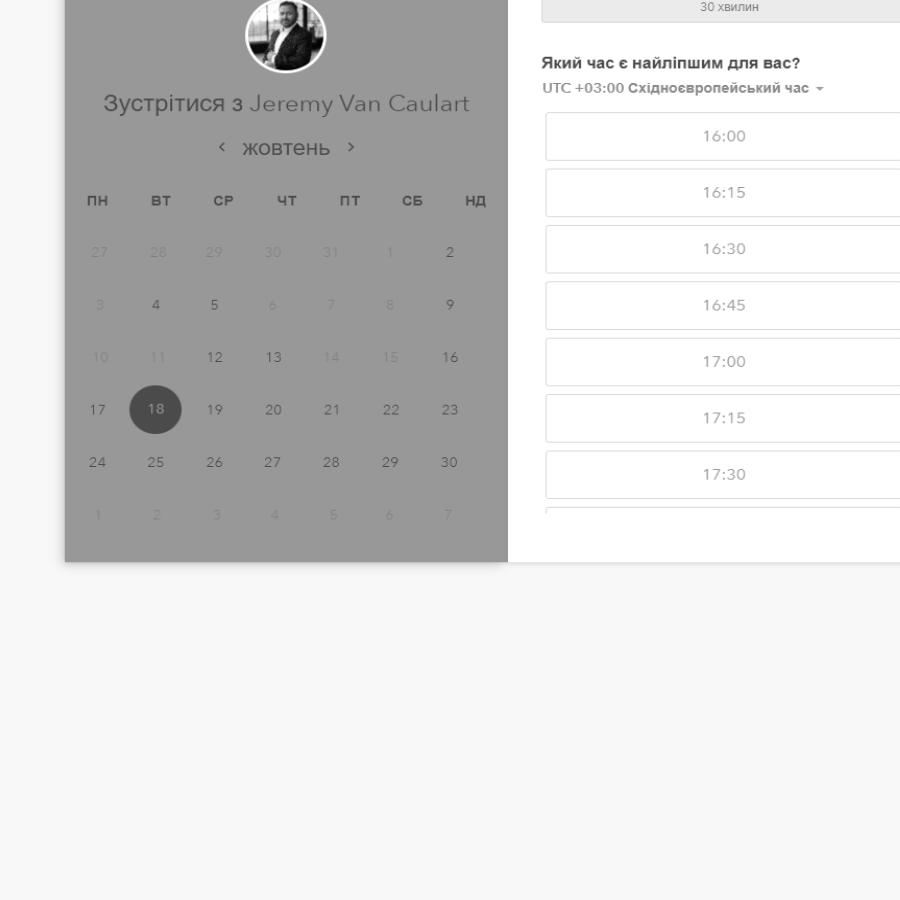 Зустрітися з Jeremy Van Caulart
жовтень
ПН ВТ СР ЧТ ПТ СБ НД
27 28 29 30 31 1 2
3 4 5 6 7 8 9
10 11 12 13 14 15 16
17 18 19 20 21 22 23
24 25 26 27 28 29 30
1 2 3 4 5 6 7
30 хвилин
Який час є найліпшим для вас?
UTC +03:00 Східноєвропейський час
16:00
16:15
16:30
16:45
17:00
17:15
17:30